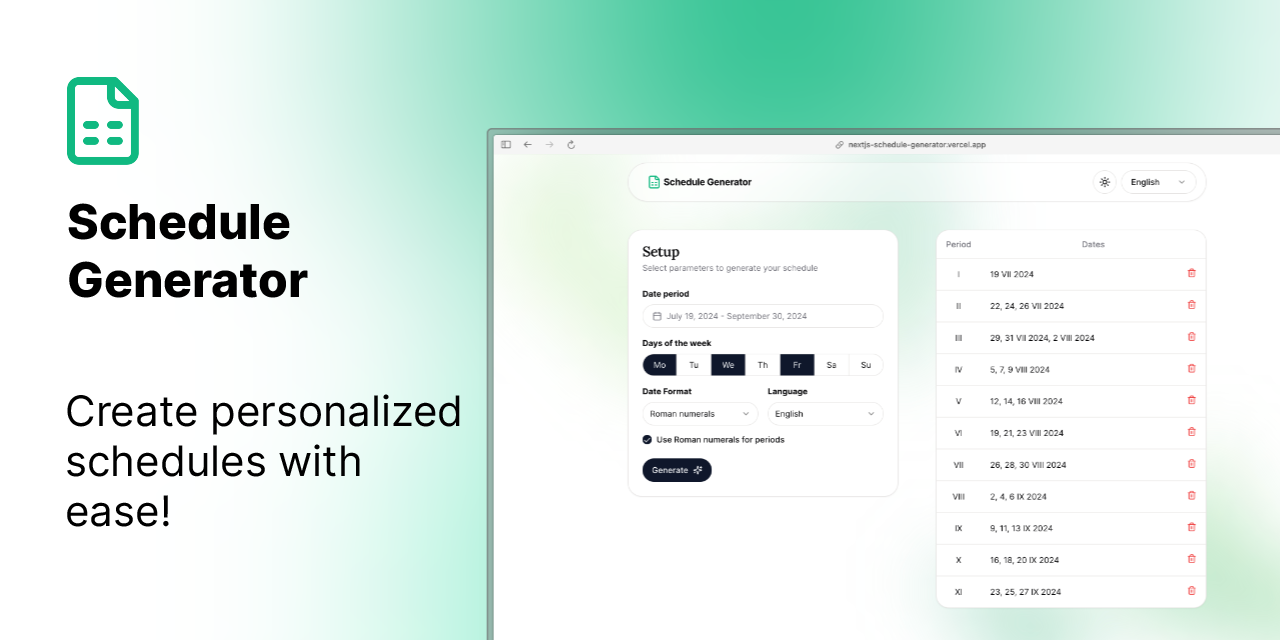 Schedule
Generator
Create personalized
schedules with
ease!
nextjs-schedule-generator.vercel.app
Schedule Generator
English
Setup
Select parameters to generate your schedule
Date period
July 19, 2024 - September 30, 2024
Days of the week
Mo Tu We Th Fr Sa Su
Date Format Language
Roman numerals English
Use Roman numerals for periods
Generate
Period Dates
I 19 VII 2024
II 22, 24, 26 VII 2024
III 29, 31 VII 2024, 2 VIII 2024
IV 5, 7, 9 VIII 2024
V 12, 14, 16 VIII 2024
VI 19, 21, 23 VIII 2024
VII 26, 28, 30 VIII 2024
VIII 2, 4, 6 IX 2024
IX 9, 11, 13 IX 2024
X 16, 18, 20 IX 2024
XI 23, 25, 27 IX 2024